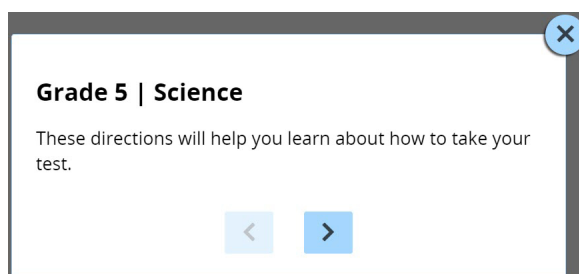 Grade 5 | Science
These directions will help you learn about how to take your
test.